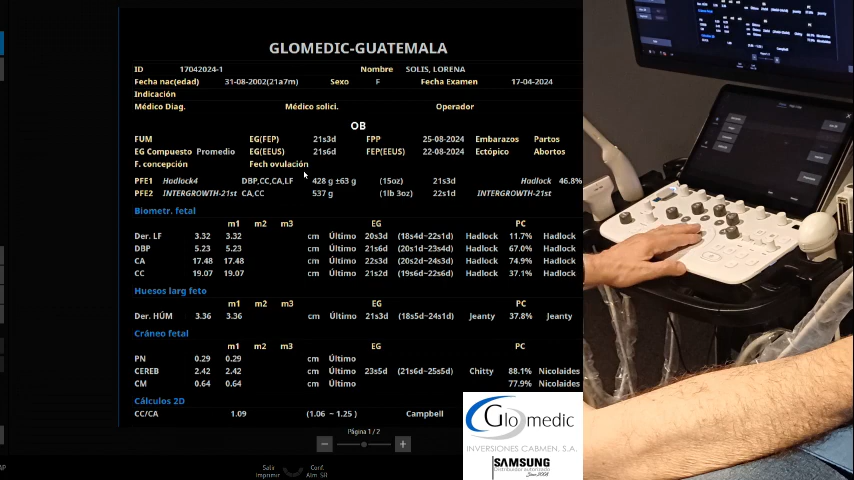 GLOMEDIC-GUATEMALA
ID 17042024-1 Nombre SOLIS, LORENA
Fecha nac(edad) 31-08-2002(21a7m) Sexo F Fecha Examen 17-04-2024
Indicación
Médico Diag. Médico solici. Operador
OB
FUM EG(FEP) 21s3d FPP 25-08-2024 Embarazos Partos
EG Compuesto Promedio EG(EEUS) 21s6d FEP(EEUS) 22-08-2024 Ectópico Abortos
F. concepción Fech ovulación
PFE1 Hadlock4 DBP,CC,CA,LF 428 g ±63 g (15oz) 21s3d Hadlock 46.8%
PFE2 INTERGROWTH-21st CA,CC 537 g (1lb 3oz) 22s1d INTERGROWTH-21st
Biometr. fetal
m1 m2 m3 EG PC
Der. LF 3.32 3.32 cm Último 20s3d (18s4d~22s1d) Hadlock 11.7% Hadlock
DBP 5.23 5.23 cm Último 21s6d (20s1d~23s4d) Hadlock 67.0% Hadlock
CA 17.48 17.48 cm Último 22s3d (20s2d~24s3d) Hadlock 74.9% Hadlock
CC 19.07 19.07 cm Último 21s2d (19s6d~22s6d) Hadlock 37.1% Hadlock
Huesos larg feto
m1 m2 m3 EG PC
Der. HÚM 3.36 3.36 cm Último 21s3d (18s5d~24s1d) Jeanty 37.8% Jeanty
Cráneo fetal
m1 m2 m3 EG PC
PN 0.29 0.29 cm Último
CEREB 2.42 2.42 cm Último 23s5d (21s6d~25s5d) Chitty 88.1% Nicolaides
CM 0.64 0.64 cm Último 77.9% Nicolaides
Cálculos 2D
CC/CA 1.09 (1.06 ~ 1.25 ) Campbell
Página 1 / 2
Salir Conf.
Imprimir Alm. SR
Glomedic
INVERSIONES CABMEN, S.A.
SAMSUNG
Distribuidor autorizado
Since 2008